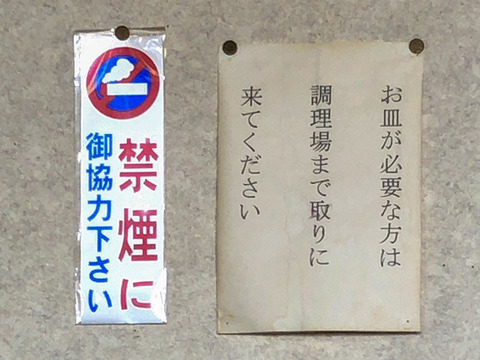 禁煙に
御協力下さい
お皿が必要な方は
調理場まで取りに
来てください